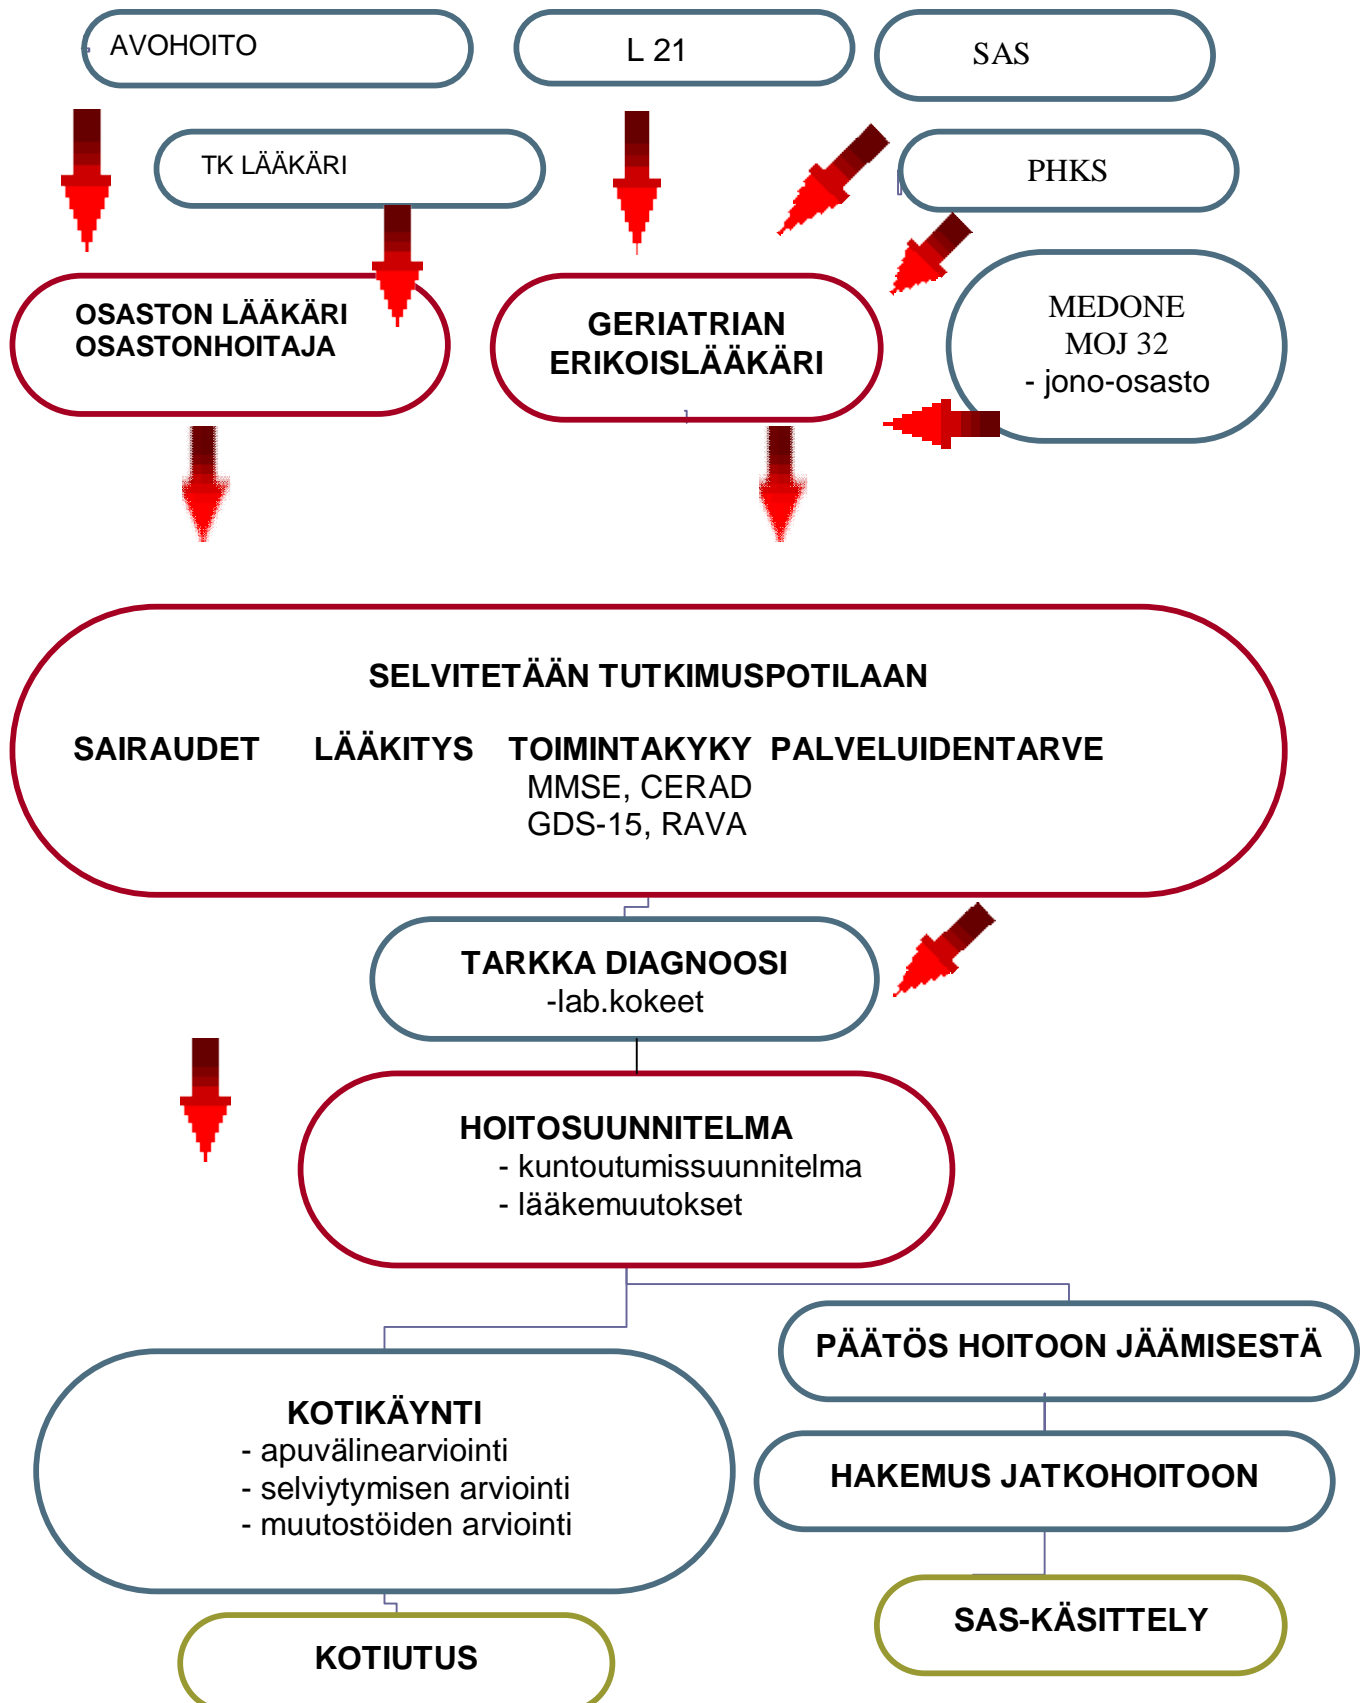 AVOHOITO
L 21
SAS
TK LÄÄKÄRI
PHKS
OSASTON LÄÄKÄRI
OSASTONHOITAJA
GERIATRIAN
ERIKOISLÄÄKÄRI
MEDONE
MOJ 32
- jono-osasto
SELVITETÄÄN TUTKIMUSPOTILAAN
SAIRAUDET LÄÄKITYS TOIMINTAKYKY PALVELUIDENTARVE
MMSE, CERAD
GDS-15, RAVA
TARKKA DIAGNOOSI
-lab.kokeet
HOITOSUUNNITELMA
- kuntoutumissuunnitelma
- lääkemuutokset
PÄÄTÖS HOITOON JÄÄMISESTÄ
KOTIKÄYNTI
- apuvälinearviointi
- selviytymisen arviointi
- muutostöiden arviointi
HAKEMUS JATKOHOITOON
SAS-KÄSITTELY
KOTIUTUS